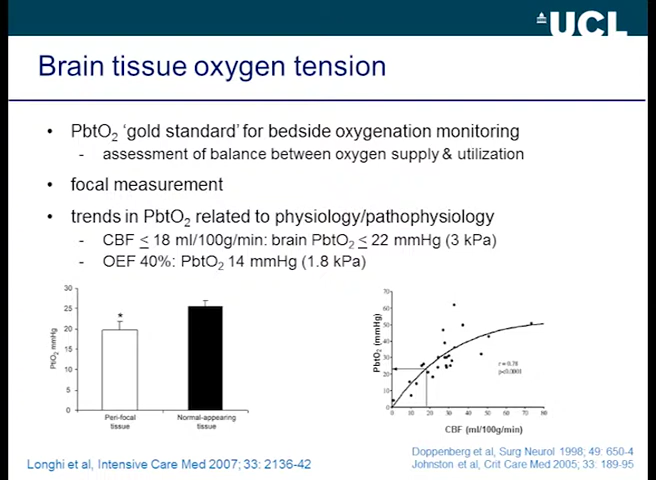 UCL
Brain tissue oxygen tension
• PbtO₂ 'gold standard' for bedside oxygenation monitoring
- assessment of balance between oxygen supply & utilization
• focal measurement
• trends in PbtO₂ related to physiology/pathophysiology
- CBF ≤ 18 ml/100g/min: brain PbtO₂ ≤ 22 mmHg (3 kPa)
- OEF 40%: PbtO₂ 14 mmHg (1.8 kPa)
PbO₂ mmHg
30
25
20
15
10
5
0
*
Peri-focal tissue
Normal-appearing tissue
PbtO₂ (mmHg)
70
60
50
40
30
20
10
0
r = 0.78
p<0.0001
0 10 20 30 40 50 60 70 80
CBF (ml/100g/min)
Longhi et al, Intensive Care Med 2007; 33: 2136-42
Doppenberg et al, Surg Neurol 1998; 49: 650-4
Johnston et al, Crit Care Med 2005; 33: 189-95